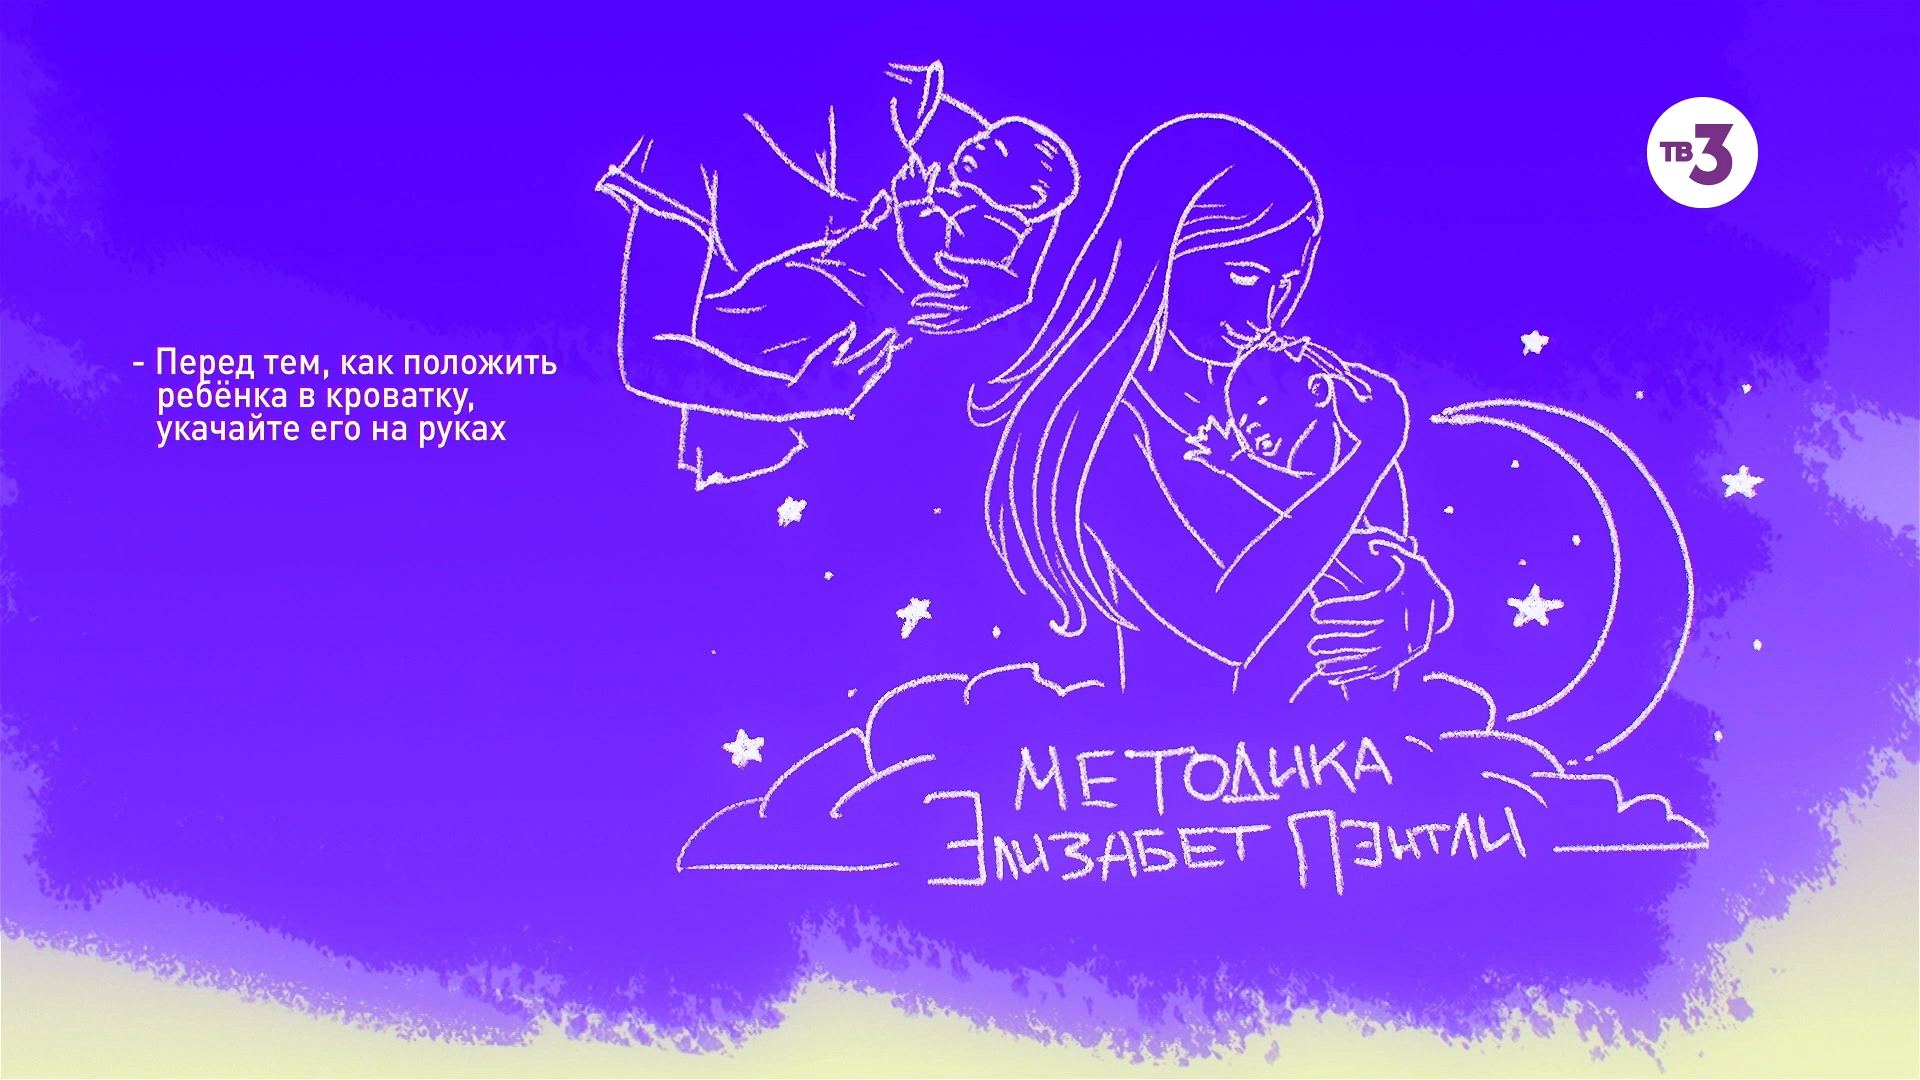 ТВ3
- Перед тем, как положить
ребёнка в кроватку,
укачайте его на руках
МЕТОДИКА
ЭЛИЗАБЕТ ПЭНТЛИ